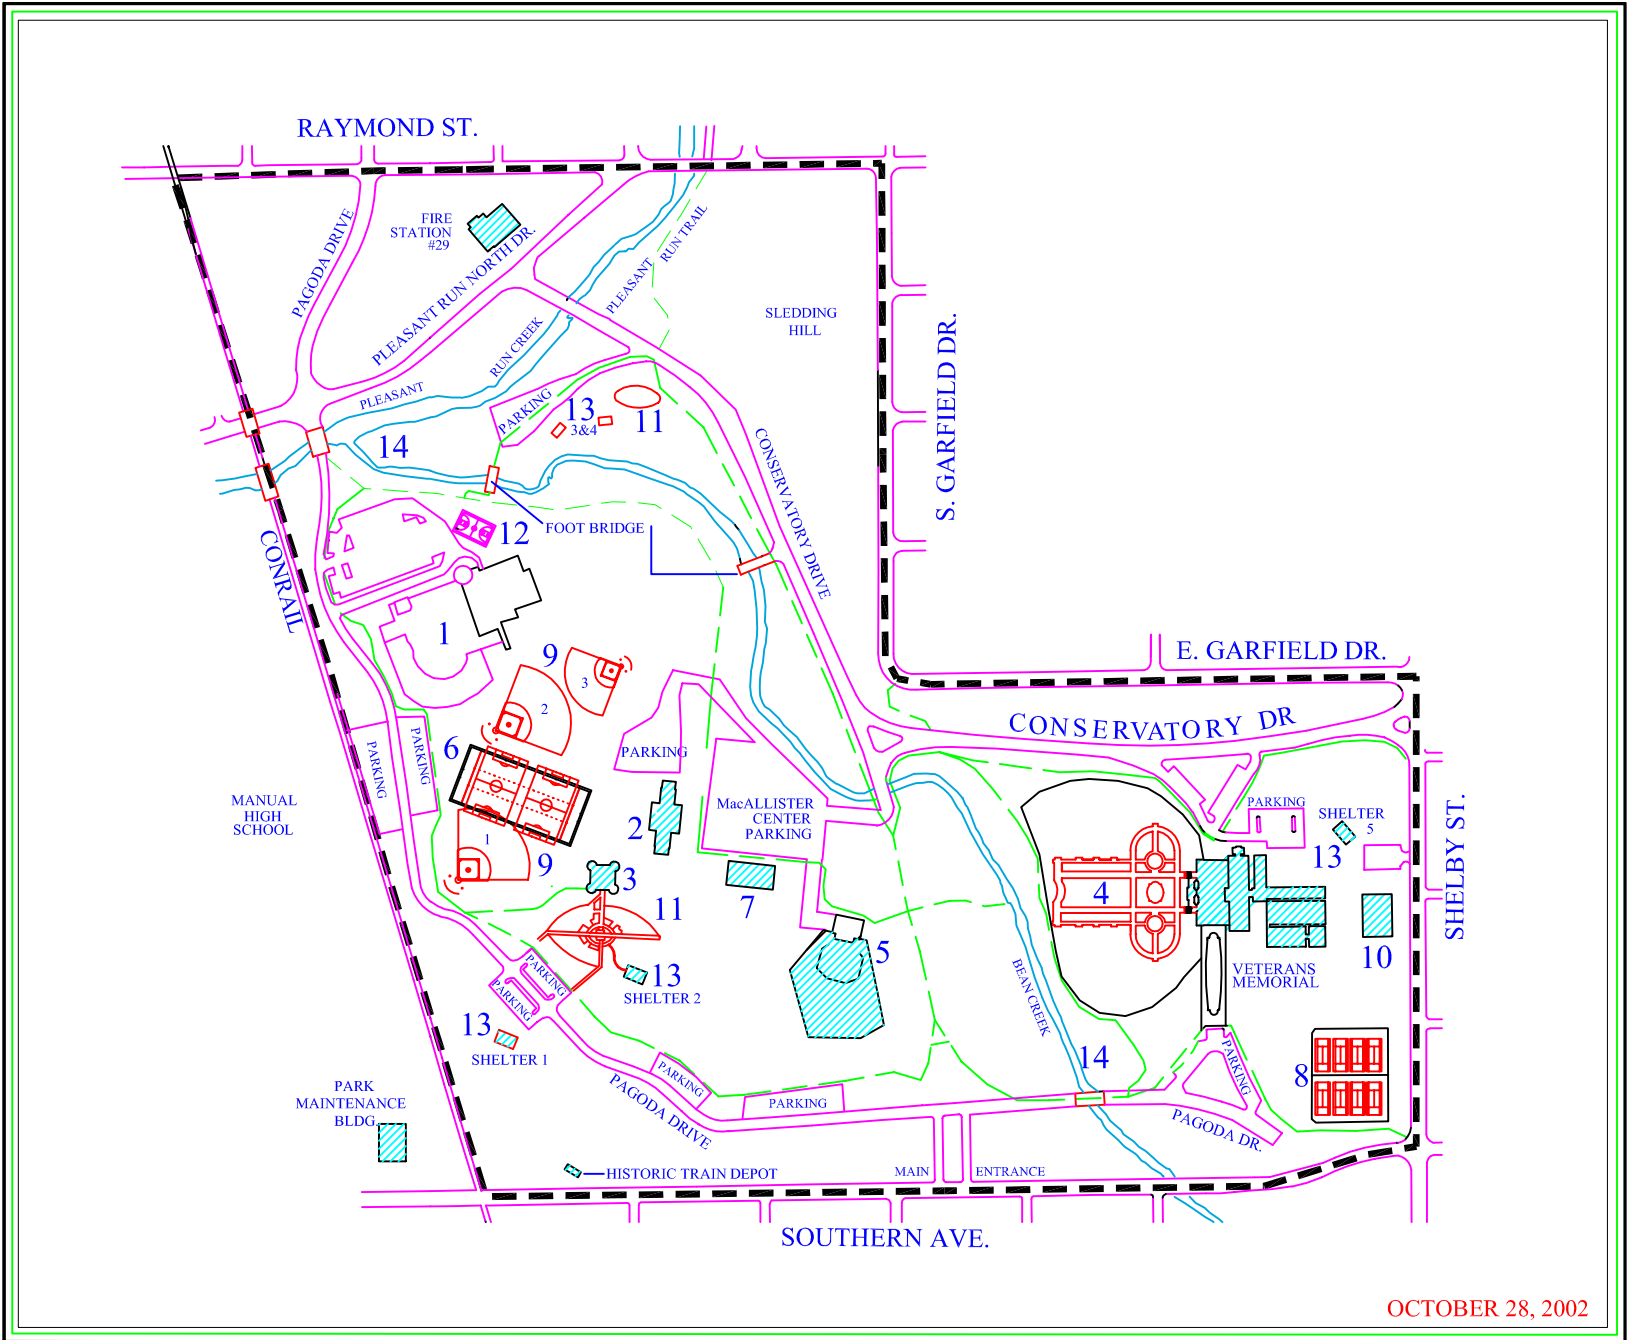 RAYMOND ST.
FIRE
STATION
#29
PAGODA DRIVE
PLEASANT RUN NORTH DR.
PLEASANT
RUN TRAIL
SLEDDING
HILL
S. GARFIELD DR.
PLEASANT
RUN CREEK
PARKING
13
3&4
11
14
CONSERVATORY DRIVE
12
FOOT BRIDGE
CONRAIL
1
9
3
2
E. GARFIELD DR.
CONSERVATORY DR
6
PARKING
PARKING
PARKING
MANUAL
HIGH
SCHOOL
MacALLISTER
CENTER
PARKING
2
1
9
3
7
11
5
PARKING
SHELTER
5
13
SHELBY ST.
4
10
VETERANS
MEMORIAL
BEAN CREEK
PARKING
PARKING
13
SHELTER 2
13
SHELTER 1
14
8
PARKING
PARKING
PARKING
PAGODA DRIVE
PAGODA DR.
PARK
MAINTENANCE
BLDG.
HISTORIC TRAIN DEPOT
MAIN
ENTRANCE
SOUTHERN AVE.
OCTOBER 28, 2002